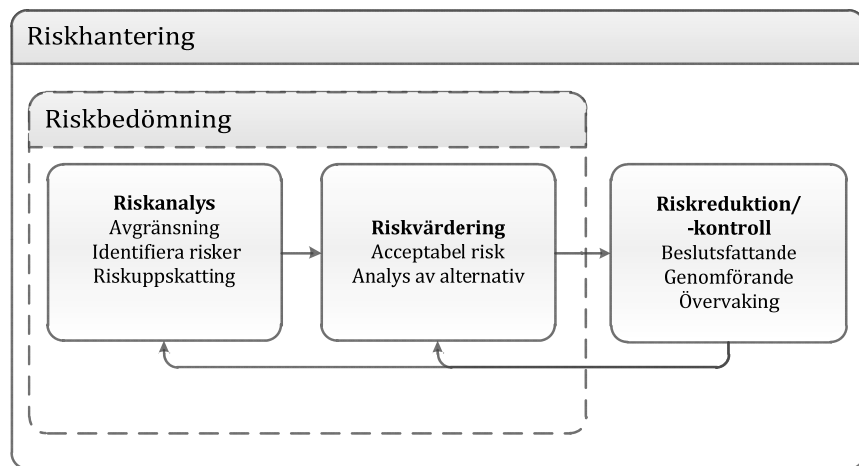 Riskhantering
Riskbedömning
Riskanalys
Avgränsning
Identifiera risker
Riskuppskatting
Riskvärdering
Acceptabel risk
Analys av alternativ
Riskreduktion/
-kontroll
Beslutsfattande
Genomförande
Övervaking